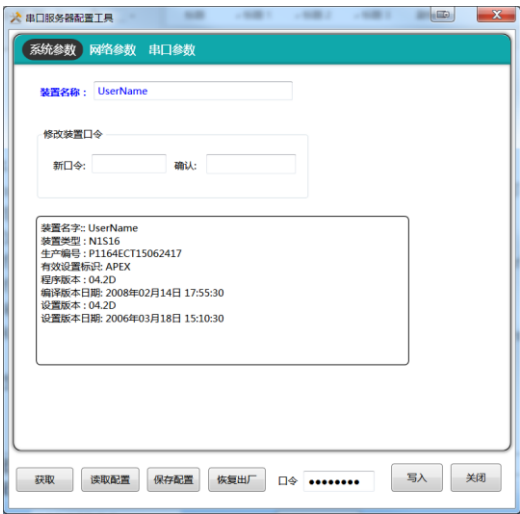 串口服务器配置工具
系统参数 网络参数 串口参数
装置名称： UserName
修改装置口令
新口令: 确认:
装置名字:: UserName
装置类型 : N1S16
生产编号 : P1164ECT15062417
有效设置标识: APEX
程序版本 : 04.2D
编译版本日期: 2008年02月14日 17:55:30
设置版本 : 04.2D
设置版本日期: 2006年03月18日 15:10:30
获取 读取配置 保存配置 恢复出厂 口令 ●●●●●●●● 写入 关闭